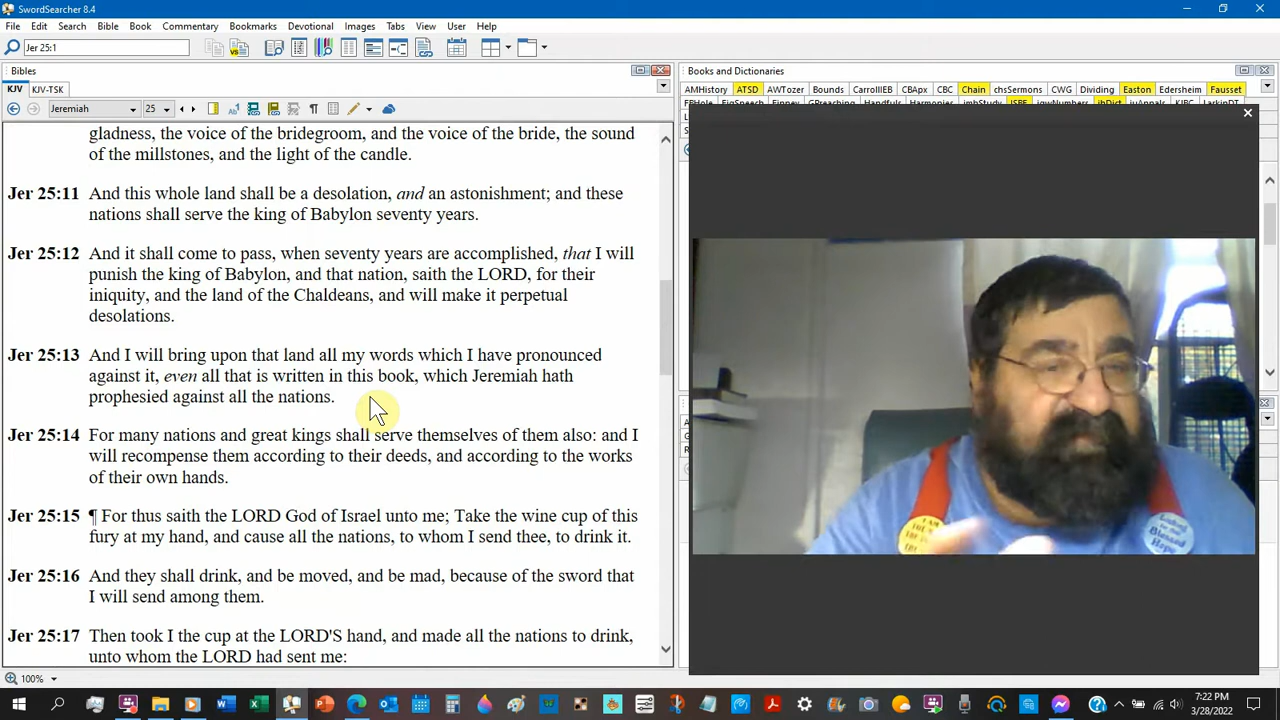 SwordSearcher 8.4
File Edit Search Bible Book Commentary Bookmarks Devotional Images Tabs View User Help
Jer 25:1
Bibles
KJV KJV-TSK
Jeremiah 25
gladness, the voice of the bridegroom, and the voice of the bride, the sound
of the millstones, and the light of the candle.
Jer 25:11 And this whole land shall be a desolation, and an astonishment; and these
nations shall serve the king of Babylon seventy years.
Jer 25:12 And it shall come to pass, when seventy years are accomplished, that I will
punish the king of Babylon, and that nation, saith the LORD, for their
iniquity, and the land of the Chaldeans, and will make it perpetual
desolations.
Jer 25:13 And I will bring upon that land all my words which I have pronounced
against it, even all that is written in this book, which Jeremiah hath
prophesied against all the nations.
Jer 25:14 For many nations and great kings shall serve themselves of them also: and I
will recompense them according to their deeds, and according to the works
of their own hands.
Jer 25:15 ¶ For thus saith the LORD God of Israel unto me; Take the wine cup of this
fury at my hand, and cause all the nations, to whom I send thee, to drink it.
Jer 25:16 And they shall drink, and be moved, and be mad, because of the sword that
I will send among them.
Jer 25:17 Then took I the cup at the LORD'S hand, and made all the nations to drink,
unto whom the LORD had sent me:
100%
Books and Dictionaries
AMHistory ATSD AWTozer Bounds CarrollIEB CBApx CBC Chain chsSermons CWG Dividing Easton Edersheim Fausset
Blessed
Hope
7:22 PM
3/28/2022